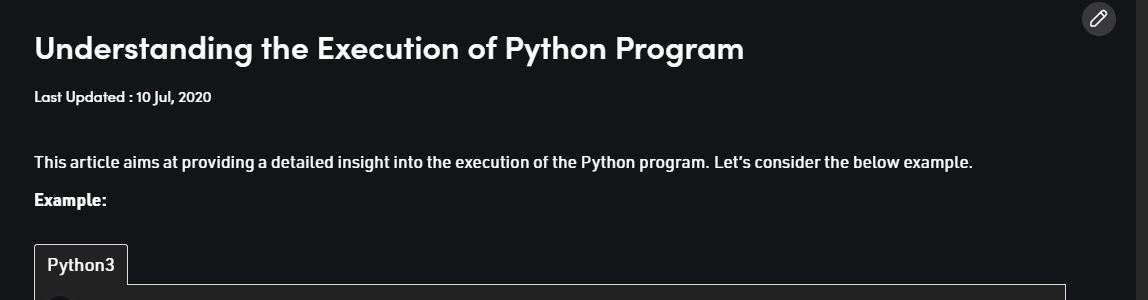 Understanding the Execution of Python Program
Last Updated : 10 Jul, 2020
This article aims at providing a detailed insight into the execution of the Python program. Let’s consider the below example.
Example:
Python3